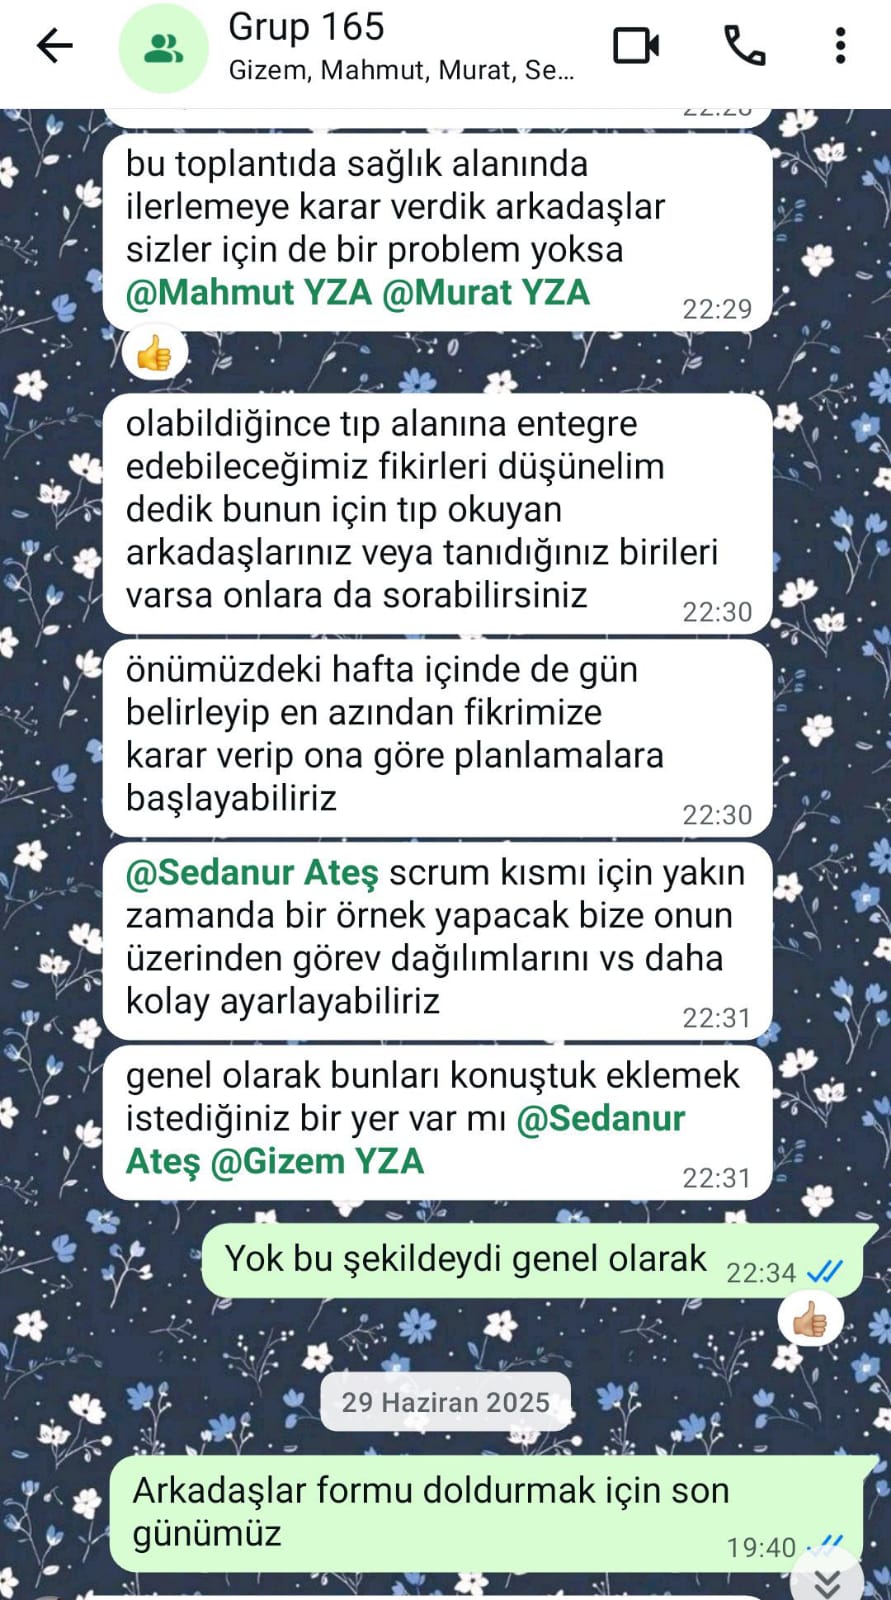 Grup 165
Gizem, Mahmut, Murat, Se...
bu toplantıda sağlık alanında
ilerlemeye karar verdik arkadaşlar
sizler için de bir problem yoksa
@Mahmut YZA @Murat YZA
22:29
olabildiğince tıp alanına entegre
edebileceğimiz fikirleri düşünelim
dedik bunun için tıp okuyan
arkadaşlarınız veya tanıdığınız birileri
varsa onlara da sorabilirsiniz
22:30
önümüzdeki hafta içinde de gün
belirleyip en azından fikrimize
karar verip ona göre planlamalara
başlayabiliriz
22:30
@Sedanur Ateş scrum kısmı için yakın
zamanda bir örnek yapacak bize onun
üzerinden görev dağılımlarını vs daha
kolay ayarlayabiliriz
22:31
genel olarak bunları konuştuk eklemek
istediğiniz bir yer var mı @Sedanur
Ateş @Gizem YZA
22:31
Yok bu şekildeydi genel olarak
22:34
29 Haziran 2025
Arkadaşlar formu doldurmak için son
günümüz
19:40